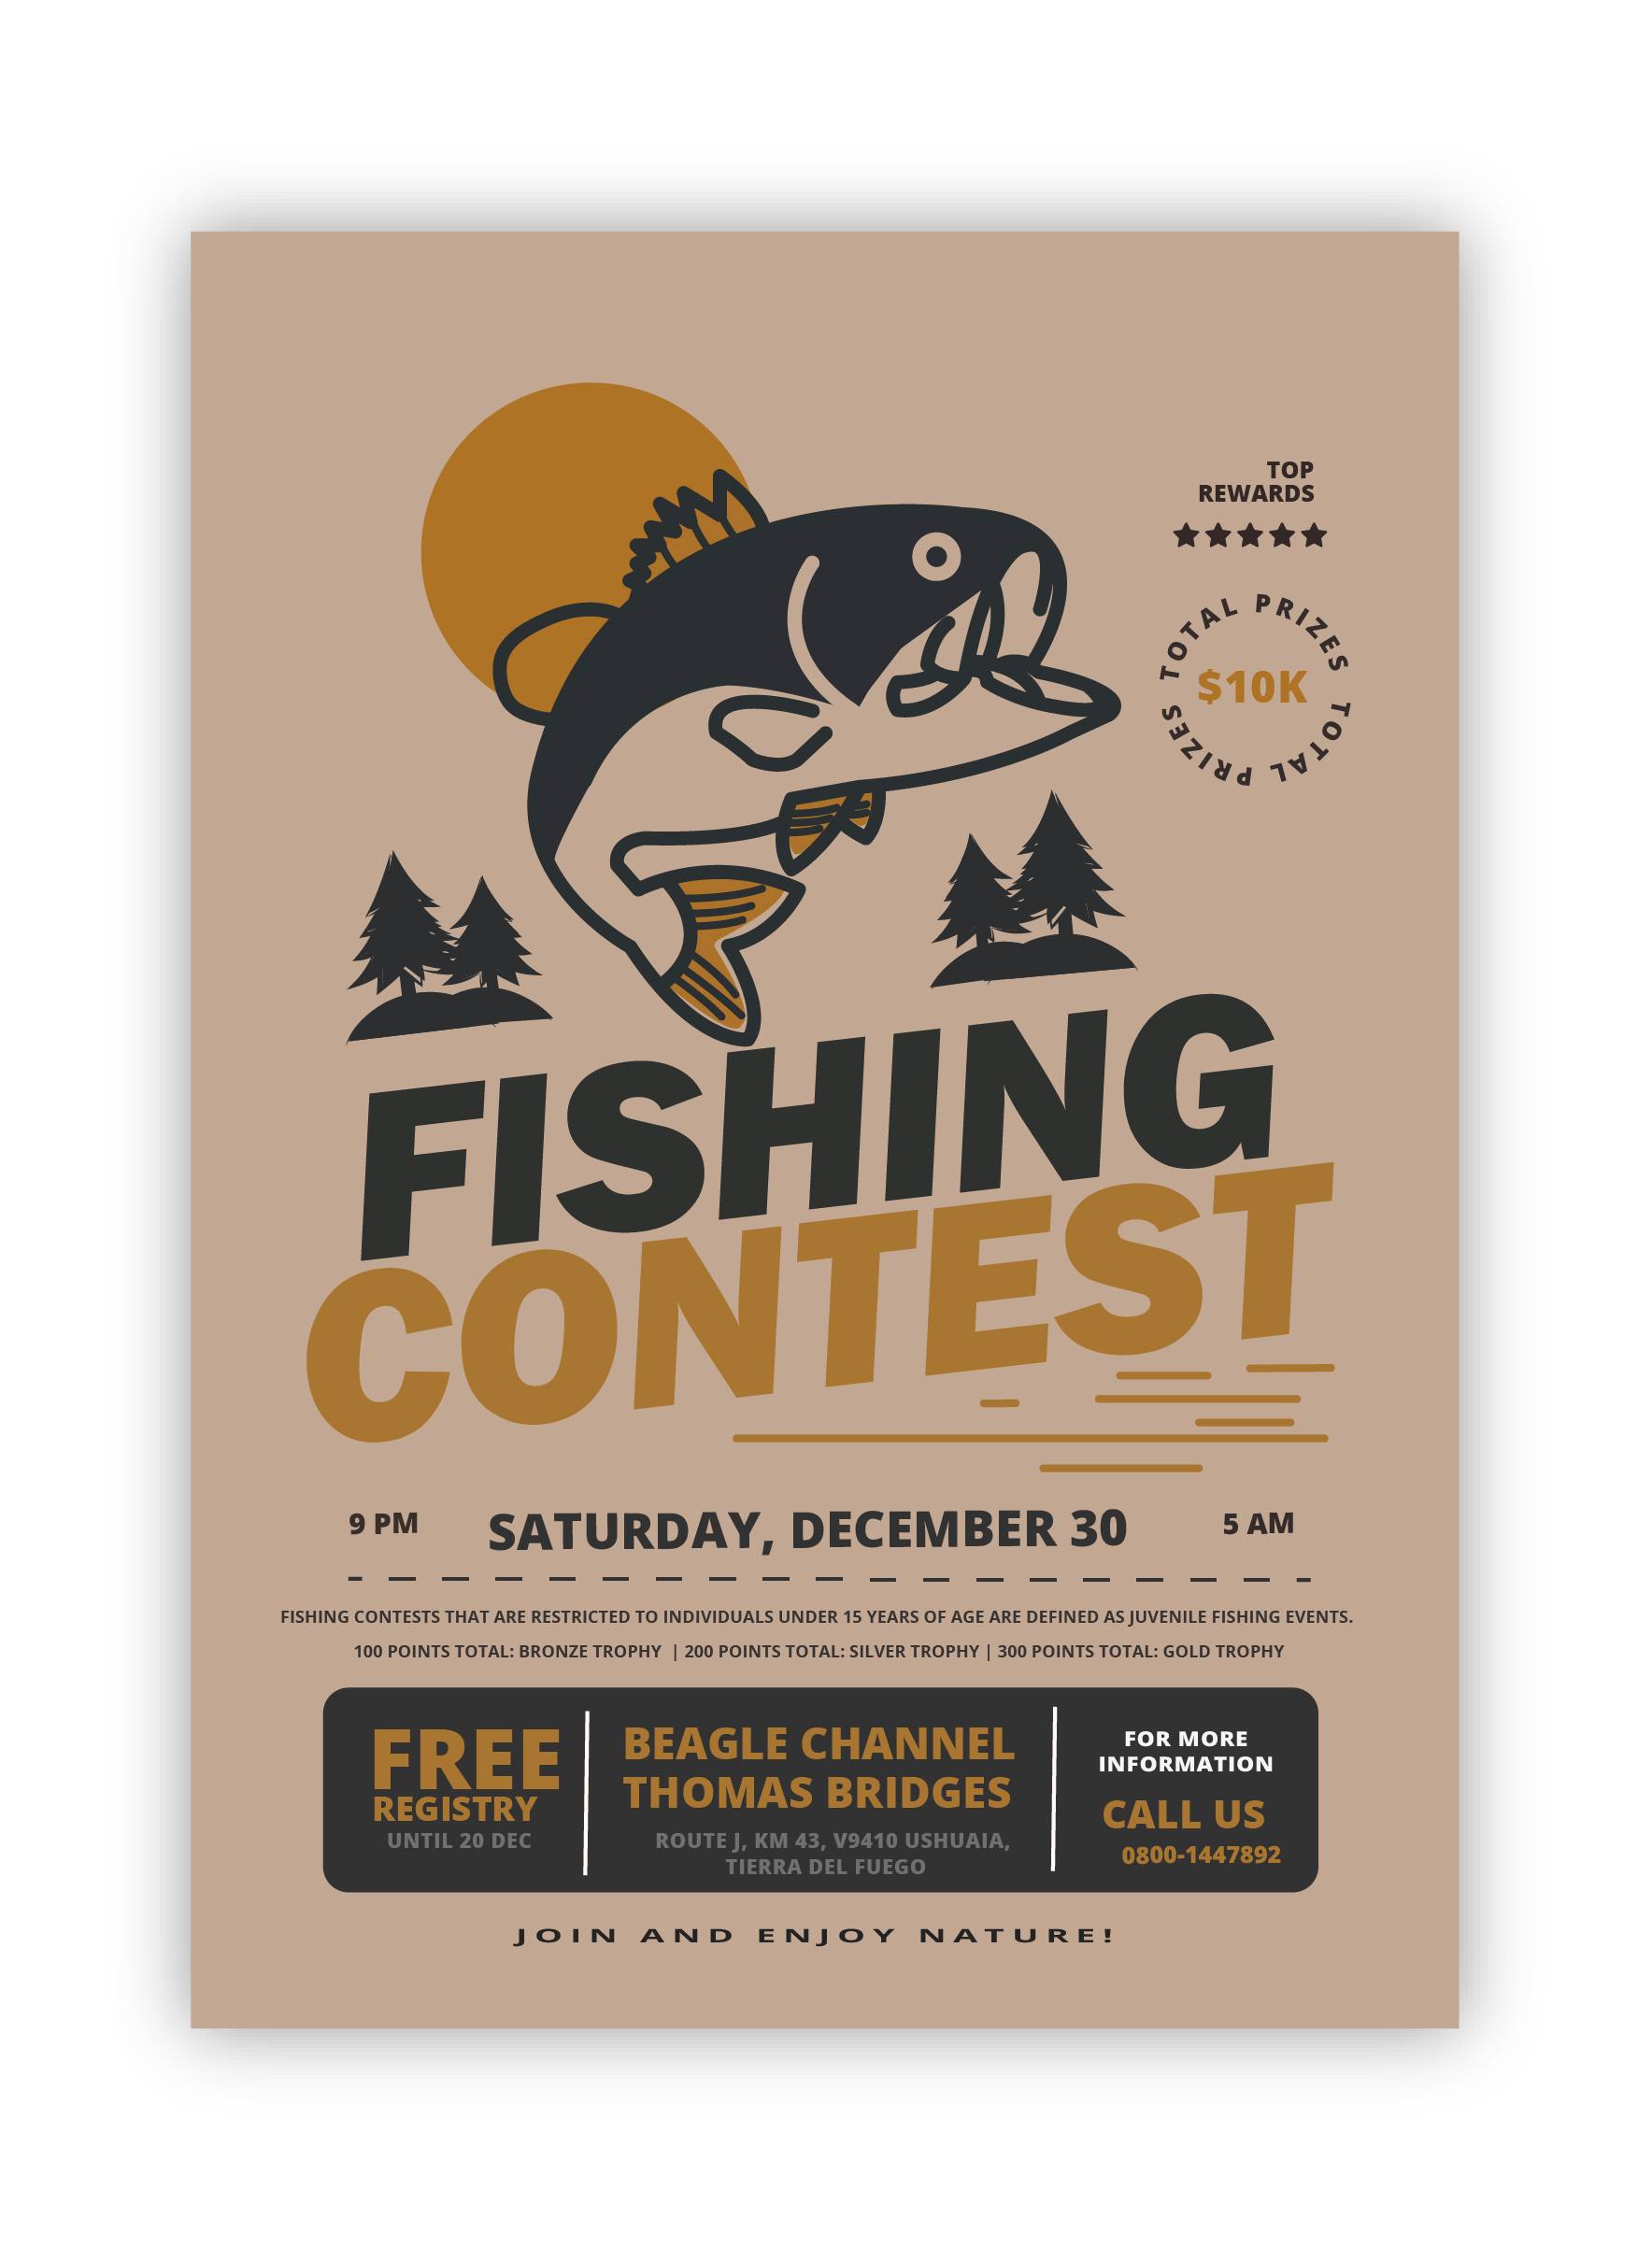 TOP
REWARDS
TOTAL PRIZES TOTAL PRIZES
$10K
FISHING
CONTEST
9 PM
SATURDAY, DECEMBER 30
5 AM
FISHING CONTESTS THAT ARE RESTRICTED TO INDIVIDUALS UNDER 15 YEARS OF AGE ARE DEFINED AS JUVENILE FISHING EVENTS.
100 POINTS TOTAL: BRONZE TROPHY | 200 POINTS TOTAL: SILVER TROPHY | 300 POINTS TOTAL: GOLD TROPHY
FREE
REGISTRY
UNTIL 20 DEC
BEAGLE CHANNEL
THOMAS BRIDGES
ROUTE J, KM 43, V9410 USHUAIA,
TIERRA DEL FUEGO
FOR MORE
INFORMATION
CALL US
0800-1447892
JOIN AND ENJOY NATURE!